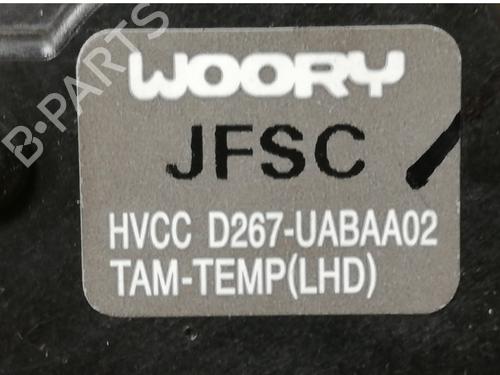 WOORY
JFSC
HVCC D267-UABAA02
TAM-TEMP(LHD)
B-PARTS